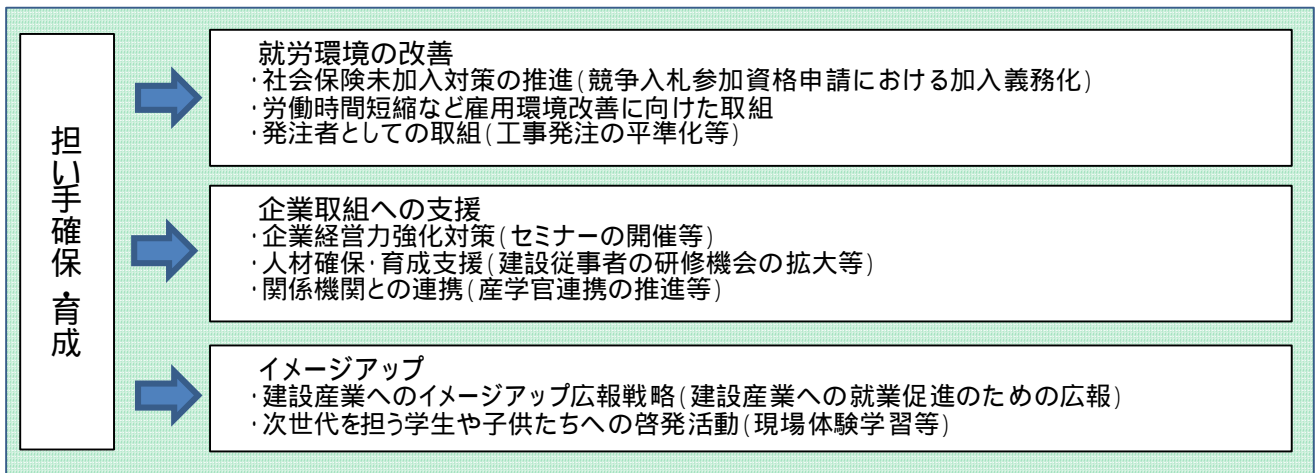 担い手確保・育成
就労環境の改善
・社会保険未加入対策の推進(競争入札参加資格申請における加入義務化)
・労働時間短縮など雇用環境改善に向けた取組
・発注者としての取組(工事発注の平準化等)
企業取組への支援
・企業経営力強化対策(セミナーの開催等)
・人材確保・育成支援(建設従事者の研修機会の拡大等)
・関係機関との連携(産学官連携の推進等)
イメージアップ
・建設産業へのイメージアップ広報戦略(建設産業への就業促進のための広報)
・次世代を担う学生や子供たちへの啓発活動(現場体験学習等)